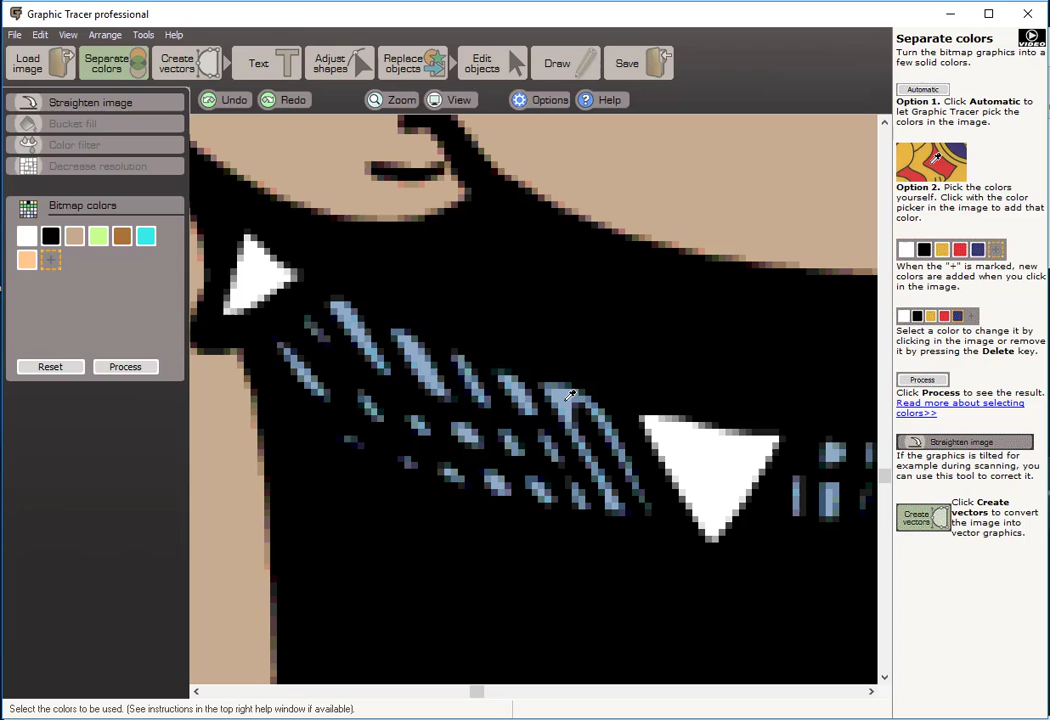 Graphic Tracer professional
File Edit View Arrange Tools Help
Load image
Separate colors
Create vectors
Text
Adjust shapes
Replace objects
Edit objects
Draw
Save
Undo
Redo
Zoom
View
Options
Help
Straighten image
Bucket fill
Color filter
Decrease resolution
Bitmap colors
Reset
Process
Separate colors
VIDEO
Turn the bitmap graphics into a
few solid colors.
Automatic
Option 1. Click Automatic to
let Graphic Tracer pick the
colors in the image.
Option 2. Pick the colors
yourself. Click with the color
picker in the image to add that
color.
When the "+" is marked, new
colors are added when you click
in the image.
Select a color to change it by
clicking in the image or remove
it by pressing the Delete key.
Process
Click Process to see the result.
Read more about selecting
colors>>
Straighten image
If the graphics is tilted for
example during scanning, you
can use this tool to correct it.
Create vectors
Click Create
vectors to convert
the image into
vector graphics.
Select the colors to be used. (See instructions in the top right help window if available).